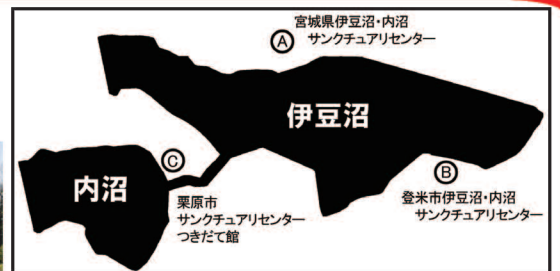 宮城県伊豆沼・内沼
サンクチュアリセンター
A
伊豆沼
B
登米市伊豆沼・内沼
サンクチュアリセンター
C
内沼
栗原市
サンクチュアリセンター
つきだて館